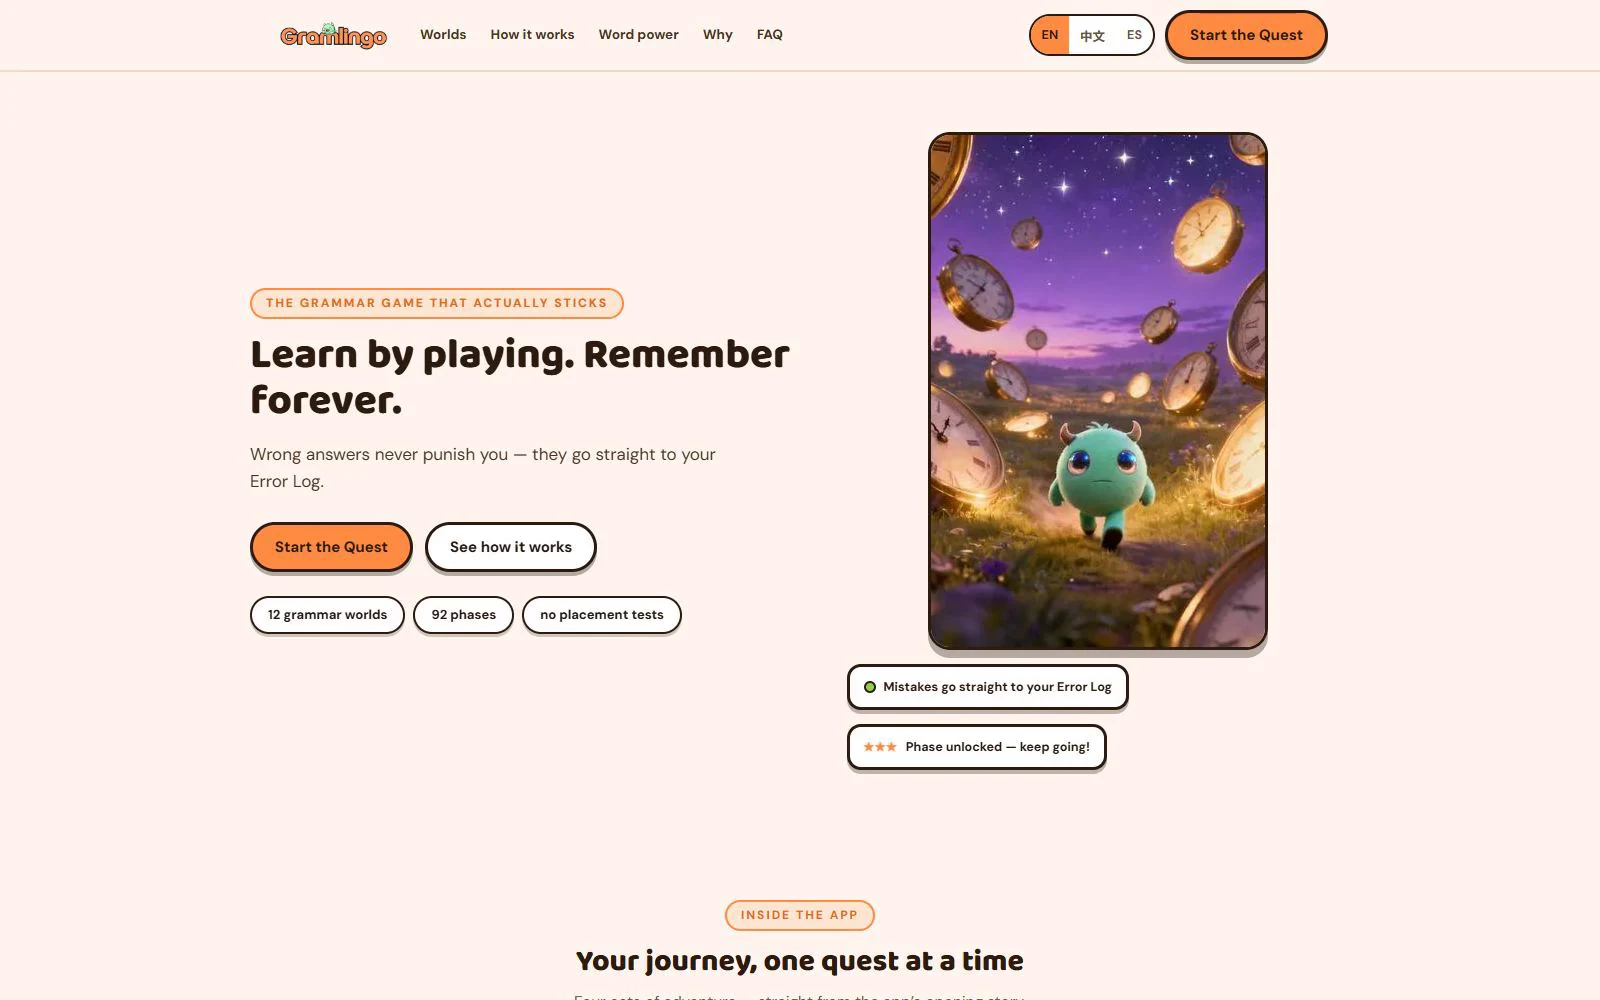 Gramlingo
Worlds
How it works
Word power
Why
FAQ
EN
中文
ES
Start the Quest
THE GRAMMAR GAME THAT ACTUALLY STICKS
Learn by playing. Remember
forever.
Wrong answers never punish you — they go straight to your
Error Log.
Start the Quest
See how it works
12 grammar worlds
92 phases
no placement tests
Mistakes go straight to your Error Log
★★★ Phase unlocked — keep going!
INSIDE THE APP
Your journey, one quest at a time